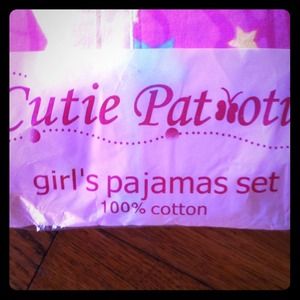 Cutie Pat oti
girl's pajamas set
100% cotton